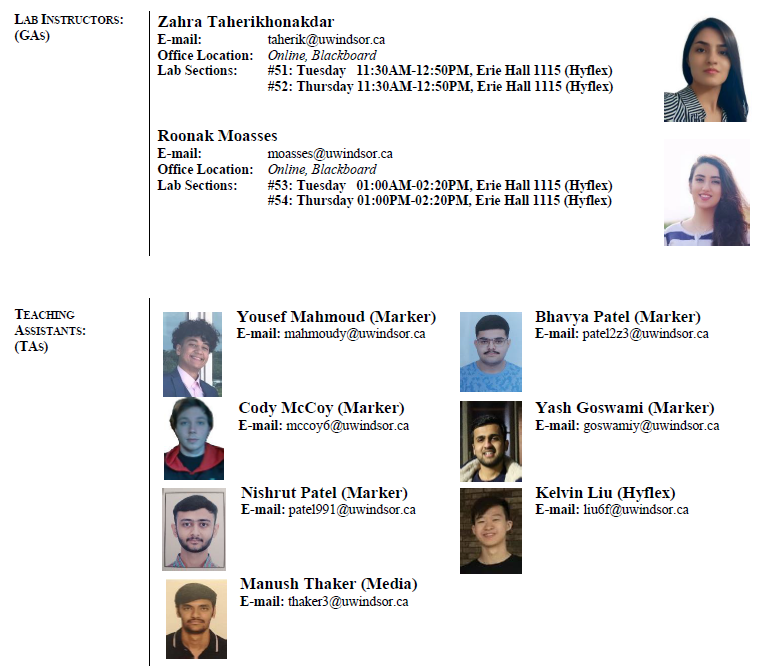 LAB INSTRUCTORS:
(GAS)
Zahra Taherikhonakdar
E-mail: taherik@uwindsor.ca
Office Location: Online, Blackboard
Lab Sections: #51: Tuesday 11:30AM-12:50PM, Erie Hall 1115 (Hyflex)
#52: Thursday 11:30AM-12:50PM, Erie Hall 1115 (Hyflex)
Roonak Moasses
E-mail: moasses@uwindsor.ca
Office Location: Online, Blackboard
Lab Sections: #53: Tuesday 01:00AM-02:20PM, Erie Hall 1115 (Hyflex)
#54: Thursday 01:00PM-02:20PM, Erie Hall 1115 (Hyflex)
TEACHING
ASSISTANTS:
(TAS)
Yousef Mahmoud (Marker)
E-mail: mahmoudy@uwindsor.ca
Bhavya Patel (Marker)
E-mail: patel2z3@uwindsor.ca
Cody McCoy (Marker)
E-mail: mccoy6@uwindsor.ca
Yash Goswami (Marker)
E-mail: goswamiy@uwindsor.ca
Nishrut Patel (Marker)
E-mail: patel991@uwindsor.ca
Kelvin Liu (Hyflex)
E-mail: liu6f@uwindsor.ca
Manush Thaker (Media)
E-mail: thaker3@uwindsor.ca